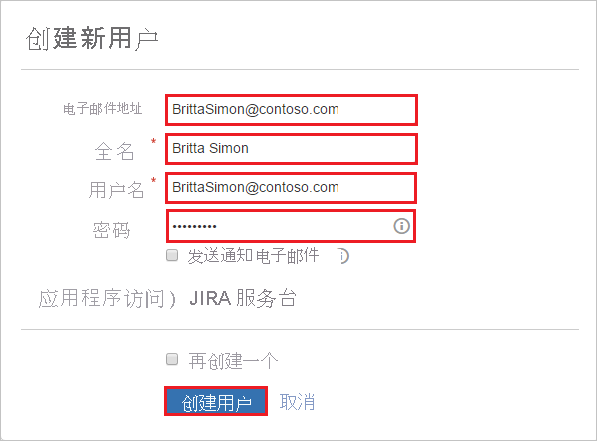 创建新用户
电子邮件地址 BrittaSimon@contoso.com
全名 * Britta Simon
用户名 * BrittaSimon@contoso.com
密码 •••••••••
发送通知电子邮件
应用程序访问） JIRA 服务台
再创建一个
创建用户 取消